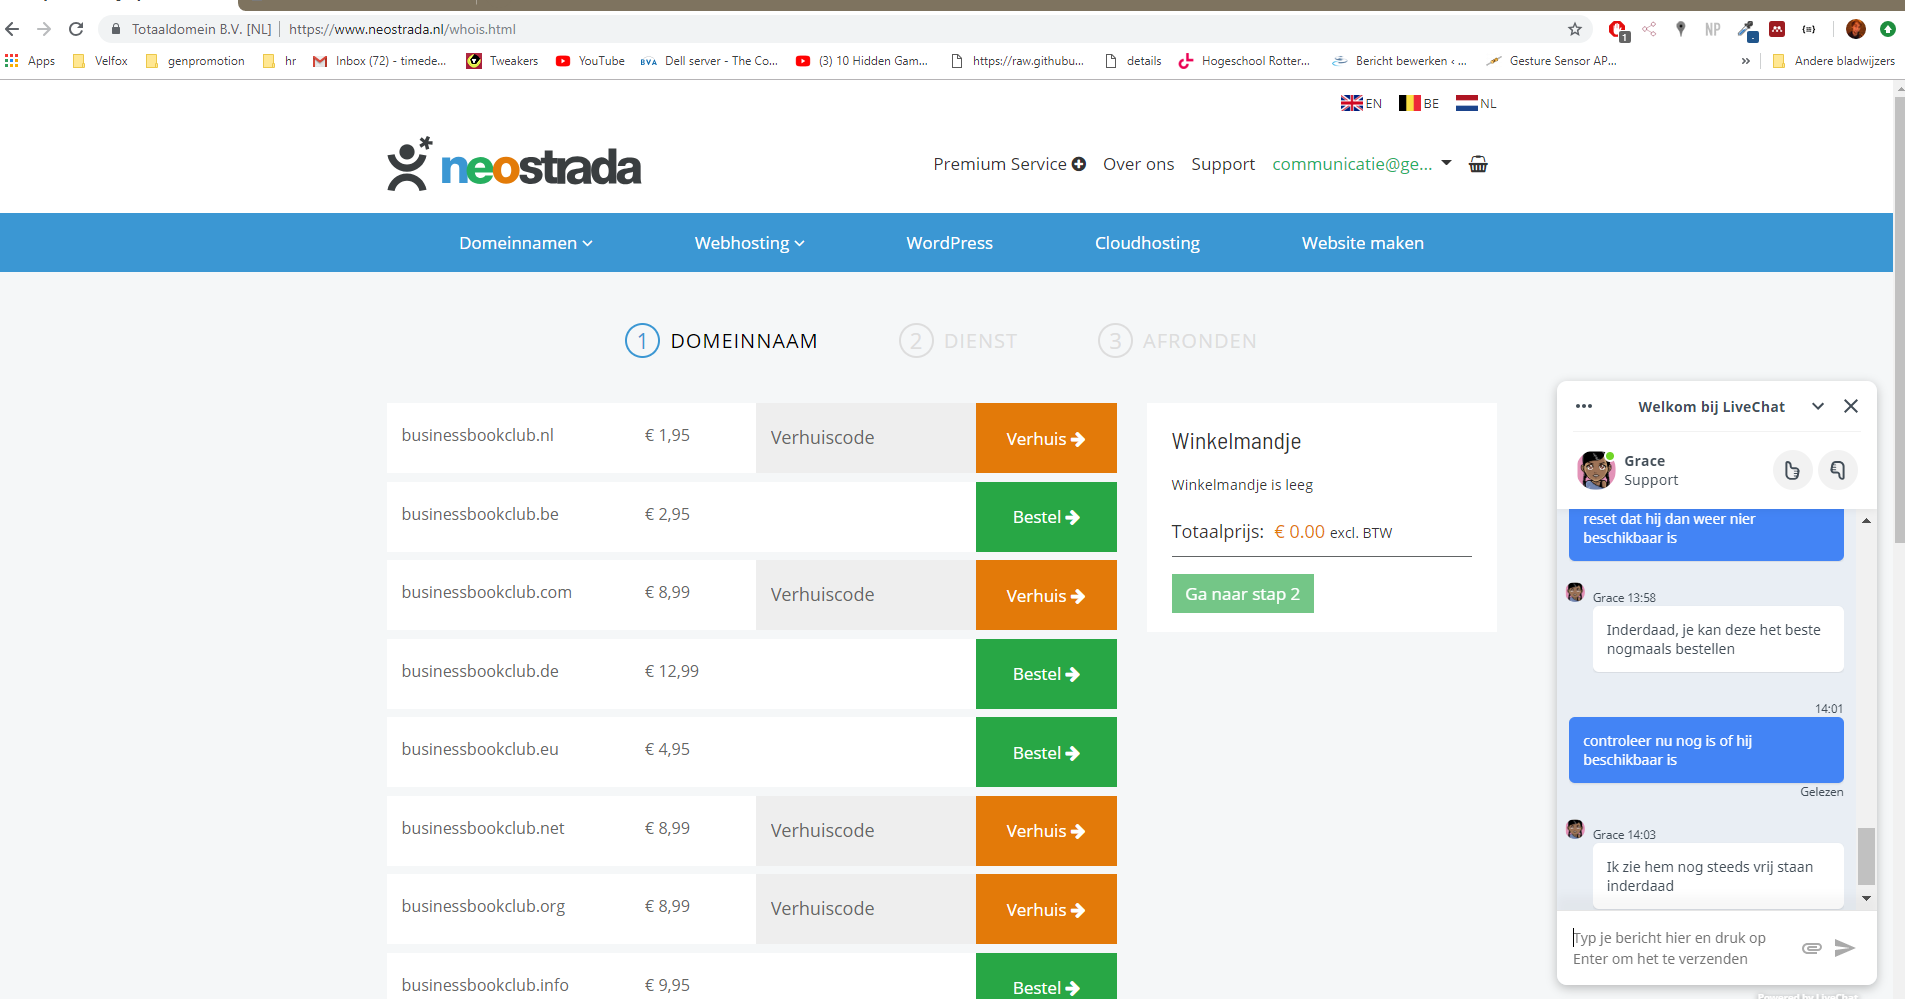 Totaaldomein B.V. [NL] | https://www.neostrada.nl/whois.html
1
NP
Apps
Velfox
genpromotion
hr
Inbox (72) - timede...
Tweakers
YouTube
BVA Dell server - The Co...
(3) 10 Hidden Gam...
https://raw.githubu...
details
Hogeschool Rotter...
Bericht bewerken ‹ ...
Gesture Sensor AP...
»
Andere bladwijzers
EN
BE
NL
neostrada
Premium Service
Over ons
Support
communicatie@ge...
Domeinnamen
Webhosting
WordPress
Cloudhosting
Website maken
1 DOMEINNAAM
2 DIENST
3 AFRONDEN
businessbookclub.nl € 1,95 Verhuiscode Verhuis
businessbookclub.be € 2,95 Bestel
businessbookclub.com € 8,99 Verhuiscode Verhuis
businessbookclub.de € 12,99 Bestel
businessbookclub.eu € 4,95 Bestel
businessbookclub.net € 8,99 Verhuiscode Verhuis
businessbookclub.org € 8,99 Verhuiscode Verhuis
businessbookclub.info € 9,95 Bestel
Winkelmandje
Winkelmandje is leeg
Totaalprijs: € 0.00 excl. BTW
Ga naar stap 2
Welkom bij LiveChat
Grace
Support
reset dat hij dan weer nier
beschikbaar is
Grace 13:58
Inderdaad, je kan deze het beste
nogmaals bestellen
14:01
controleer nu nog is of hij
beschikbaar is
Gelezen
Grace 14:03
Ik zie hem nog steeds vrij staan
inderdaad
Typ je bericht hier en druk op
Enter om het te verzenden
Powered by LiveChat